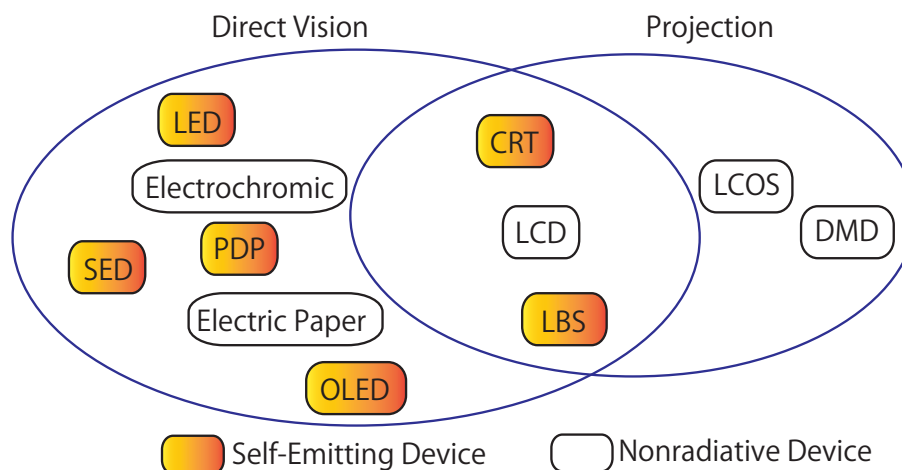 Direct Vision
Projection
LED
CRT
Electrochromic
LCOS
PDP
LCD
DMD
SED
Electric Paper
LBS
OLED
Self-Emitting Device
Nonradiative Device